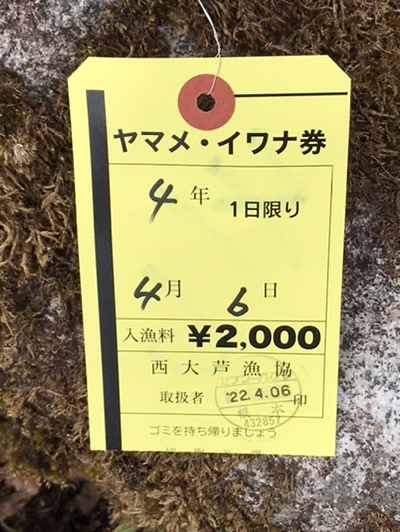 ヤマメ・イワナ券
4年 1日限り
4月 6日
入漁料 ¥2,000
西大芦漁協
取扱者 '22.4.06 印
432857
ゴミを持ち帰りましょう